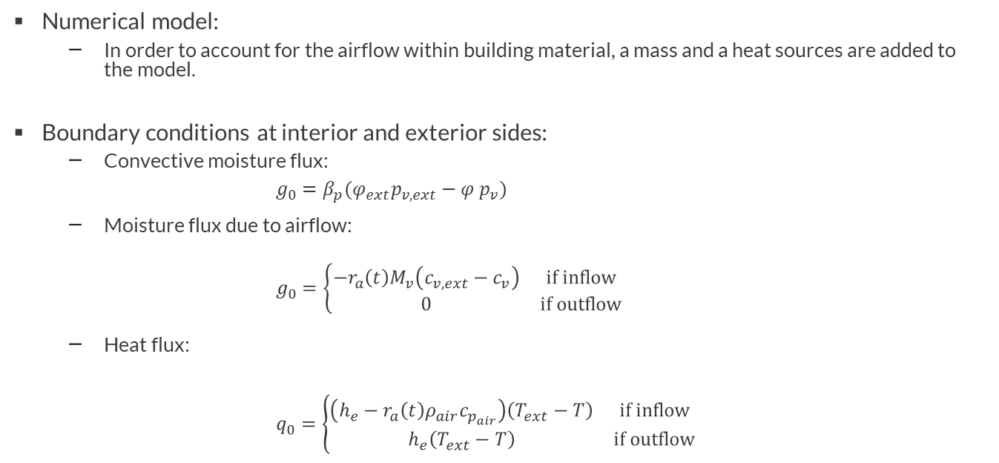 ▪ Numerical model:
– In order to account for the airflow within building material, a mass and a heat sources are added to
the model.
▪ Boundary conditions at interior and exterior sides:
– Convective moisture flux:
$g_0 = \beta_p(\varphi_{ext} p_{v,ext} - \varphi \, p_v)$
– Moisture flux due to airflow:
$g_0 = \begin{cases} -r_a(t) M_v (c_{v,ext} - c_v) & \text{if inflow} \\ 0 & \text{if outflow} \end{cases}$
– Heat flux:
$q_0 = \begin{cases} (h_e - r_a(t) \rho_{air} c_{p_{air}})(T_{ext} - T) & \text{if inflow} \\ h_e (T_{ext} - T) & \text{if outflow} \end{cases}$